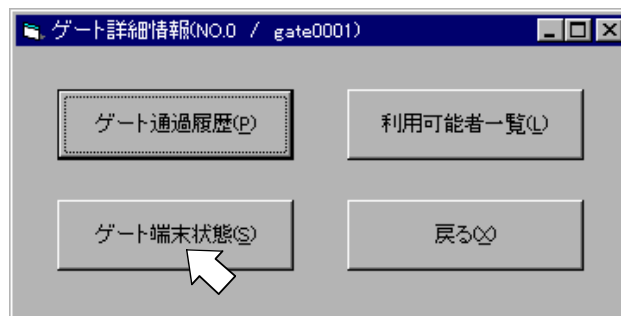 ゲート詳細情報(NO.0 / gate0001)
ゲート通過履歴(P) 利用可能者一覧(L)
ゲート端末状態(S) 戻る(X)